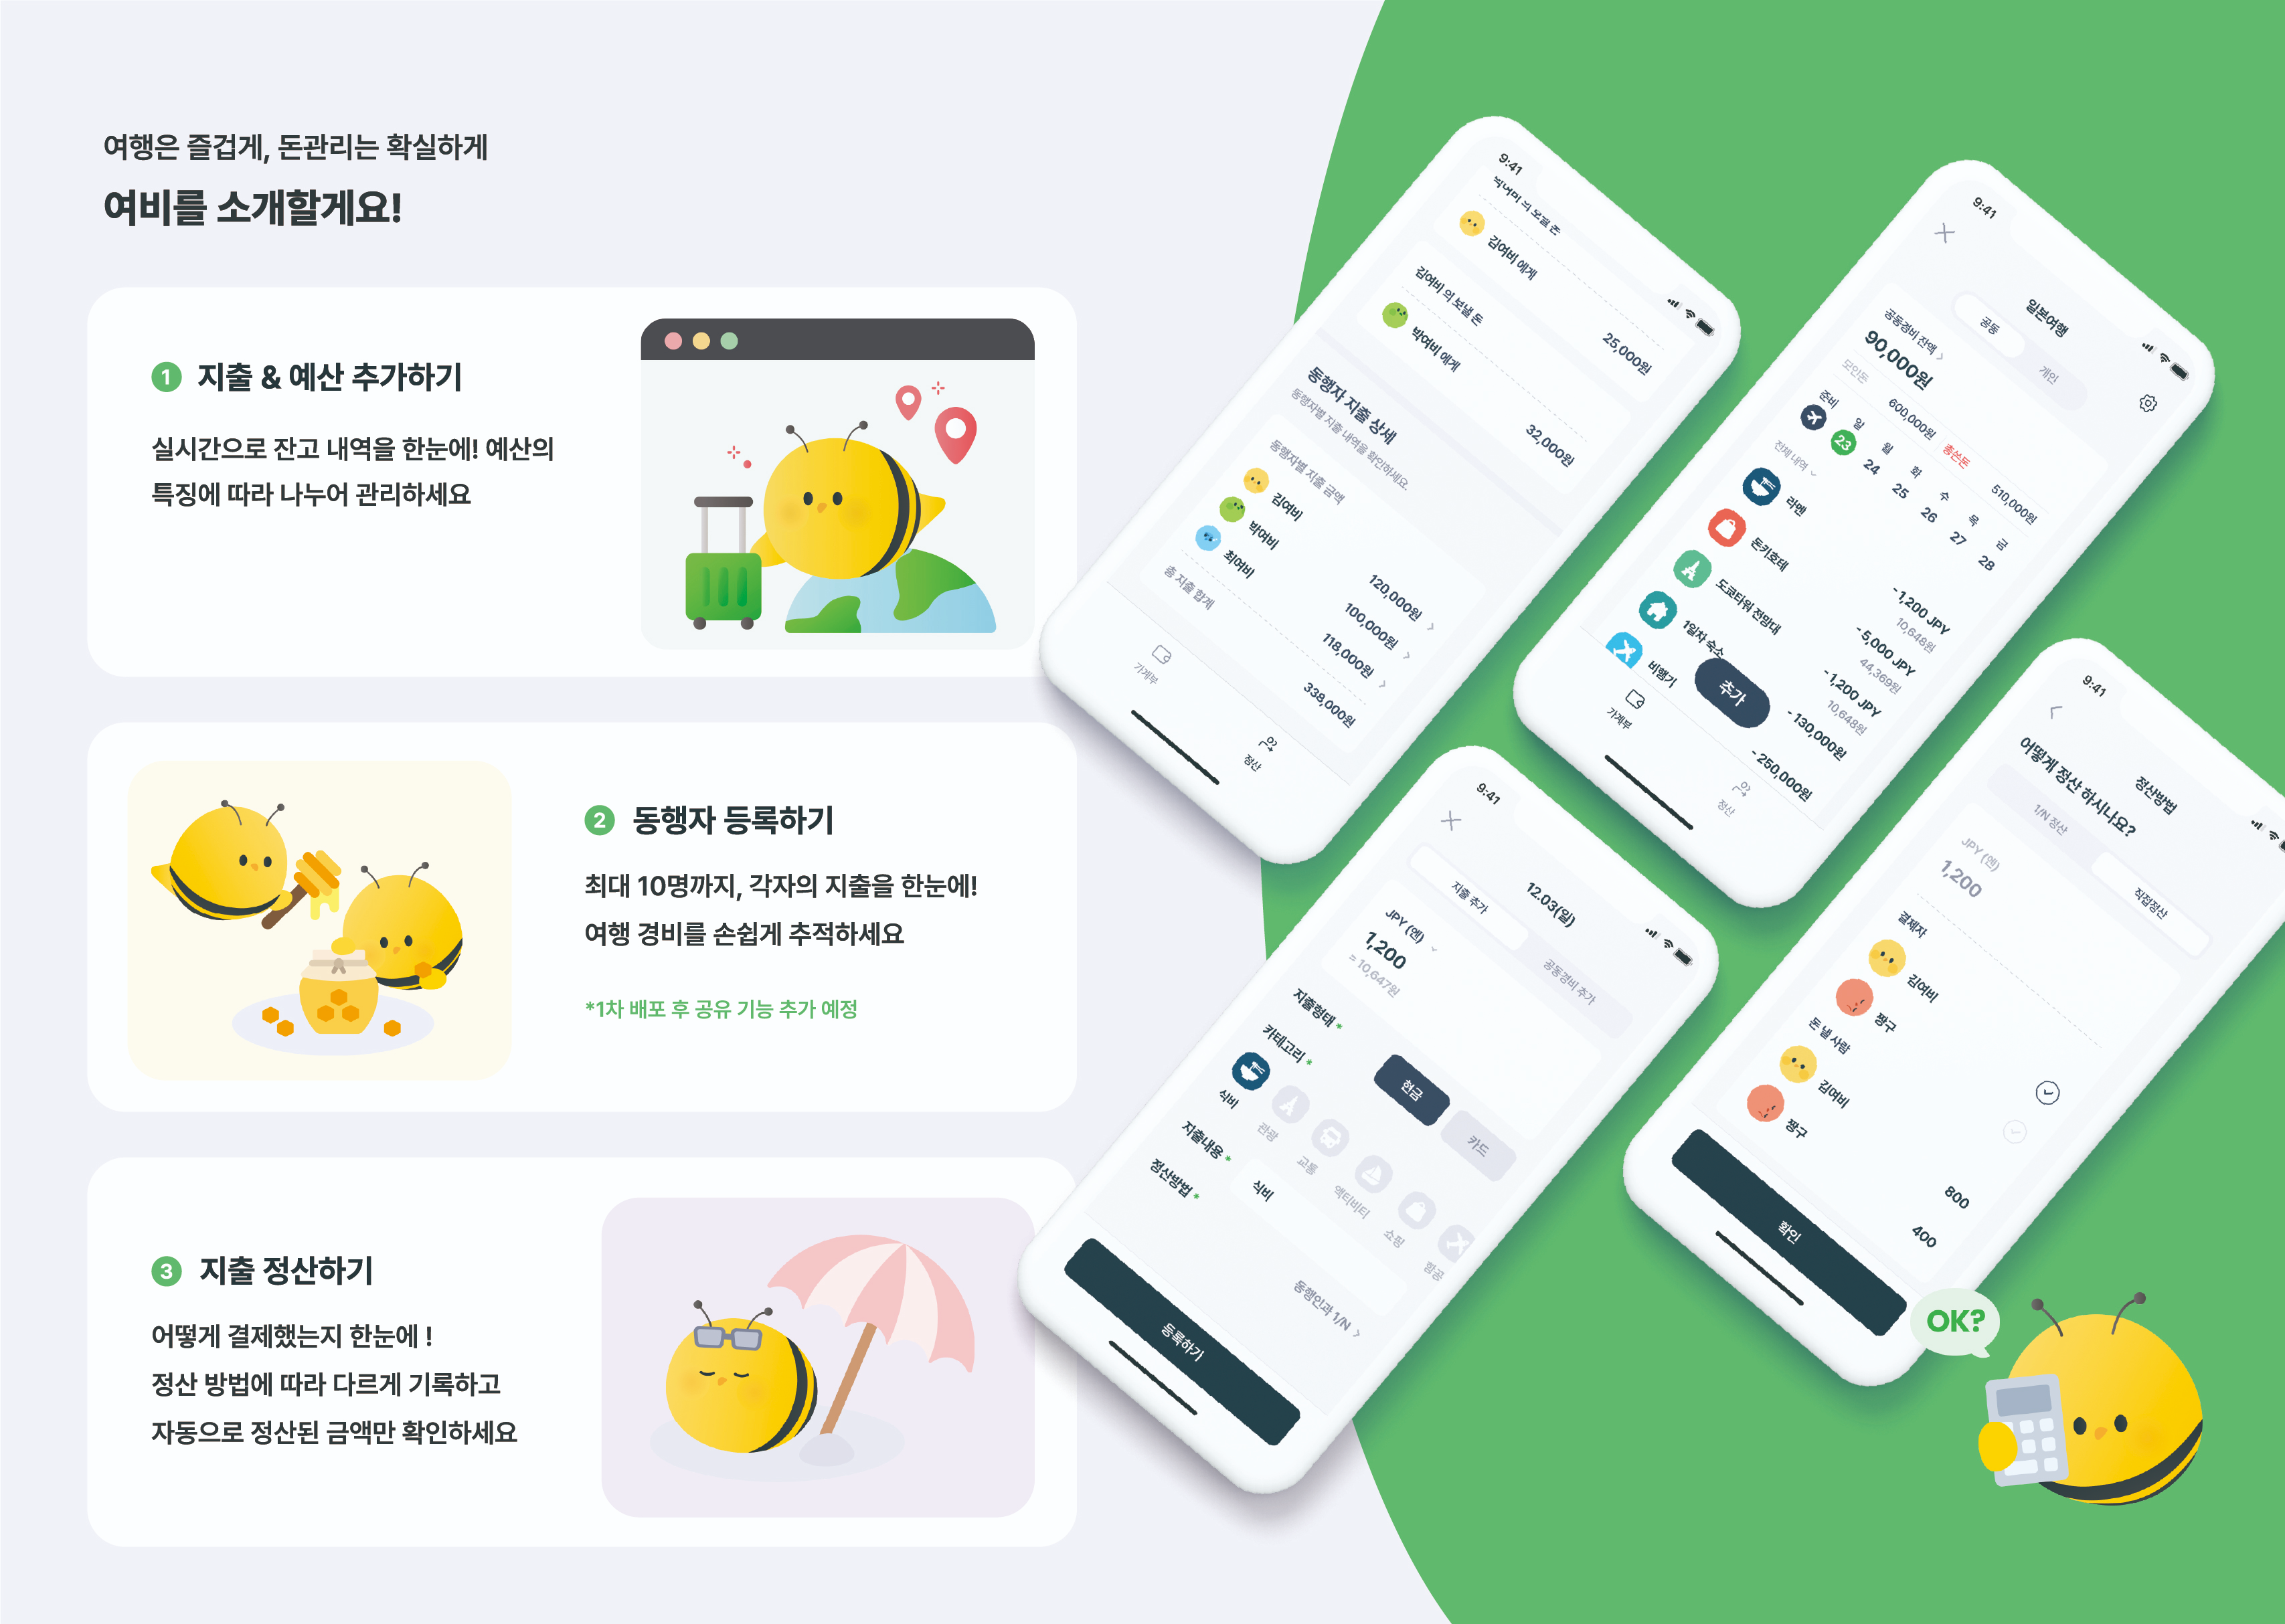 여행은 즐겁게, 돈관리는 확실하게
여비를 소개할게요!
1 지출 & 예산 추가하기
실시간으로 잔고 내역을 한눈에! 예산의
특징에 따라 나누어 관리하세요
2 동행자 등록하기
최대 10명까지, 각자의 지출을 한눈에!
여행 경비를 손쉽게 추적하세요
*1차 배포 후 공유 기능 추가 예정
3 지출 정산하기
어떻게 결제했는지 한눈에 !
정산 방법에 따라 다르게 기록하고
자동으로 정산된 금액만 확인하세요
9:41
김여비 에게
25,000원
김여비 의 보낼 돈
박여비 에게
32,000원
동행자 지출 상세
동행자별 지출 내역을 확인하세요.
동행자별 지출 금액
김여비
120,000원
박여비
100,000원
최여비
118,000원
총 지출 합계
338,000원
가계부
정산
9:41
일본여행
공동
개인
공동경비 잔액
90,000원
모인돈
600,000원
총쓴돈
510,000원
준비
일
월
화
수
목
금
23
24
25
26
27
28
전체 내역
라멘
-1,200 JPY
10,648원
돈키호테
-5,000 JPY
44,369원
도쿄타워 전망대
-1,200 JPY
10,648원
1일차 숙소
-130,000원
비행기
-250,000원
추가
가계부
정산
9:41
12.03(일)
지출 추가
공동경비 추가
JPY (엔)
1,200
= 10,647원
지출형태 *
현금
카드
카테고리 *
식비
관광
교통
액티비티
쇼핑
항공
지출내용 *
식비
정산방법 *
동행인과 1/N
등록하기
9:41
정산방법
어떻게 정산 하시나요?
1/N 정산
직접정산
JPY (엔)
1,200
결제자
김여비
짱구
돈 낼 사람
김여비
800
짱구
400
확인
OK?